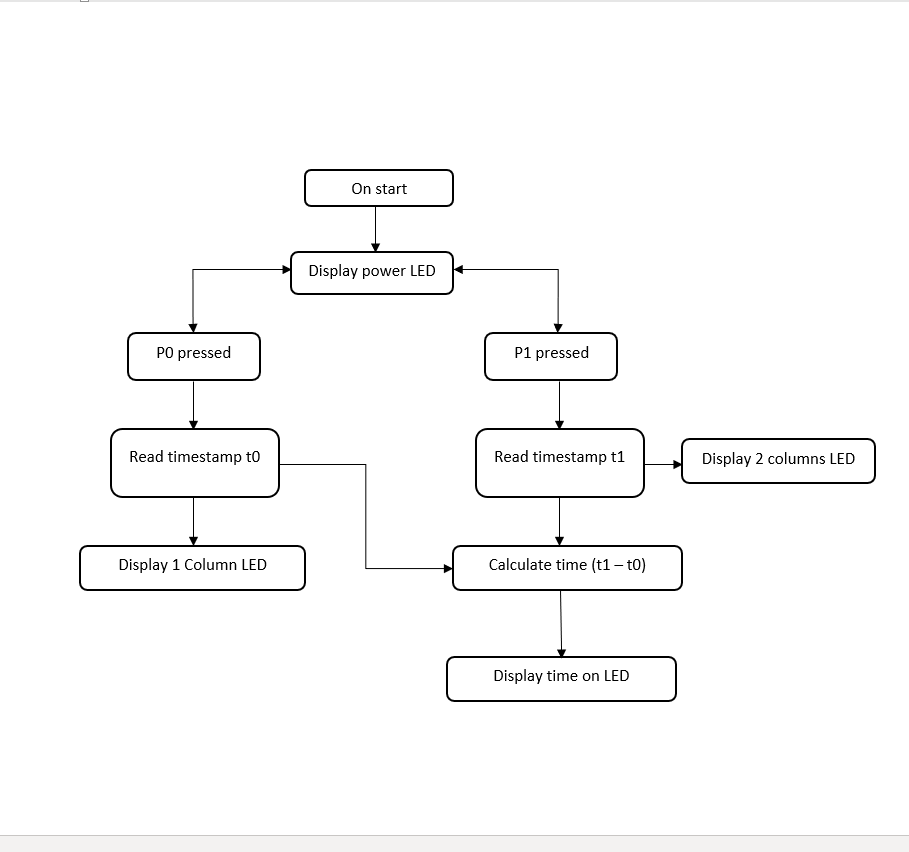 On start
Display power LED
P0 pressed
P1 pressed
Read timestamp t0
Read timestamp t1
Display 2 columns LED
Display 1 Column LED
Calculate time (t1 – t0)
Display time on LED